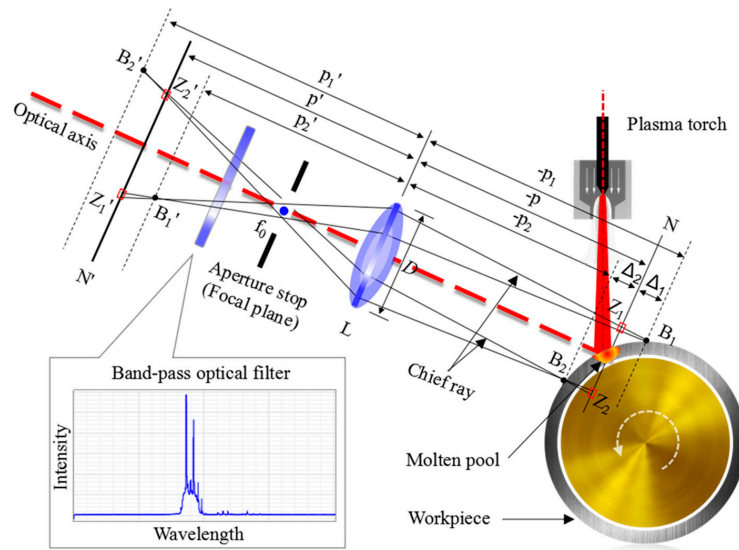 B₂'
Z₂'
p₁'
p'
p₂'
Optical axis
Plasma torch
-p₁
-p
-p₂
N
Z₁'
B₁'
f₀
D
Δ₂
Δ₁
Z₁
B₁
N'
Aperture stop
(Focal plane)
L
Chief ray
B₂
Z₂
Band-pass optical filter
Intensity
Wavelength
Molten pool
Workpiece